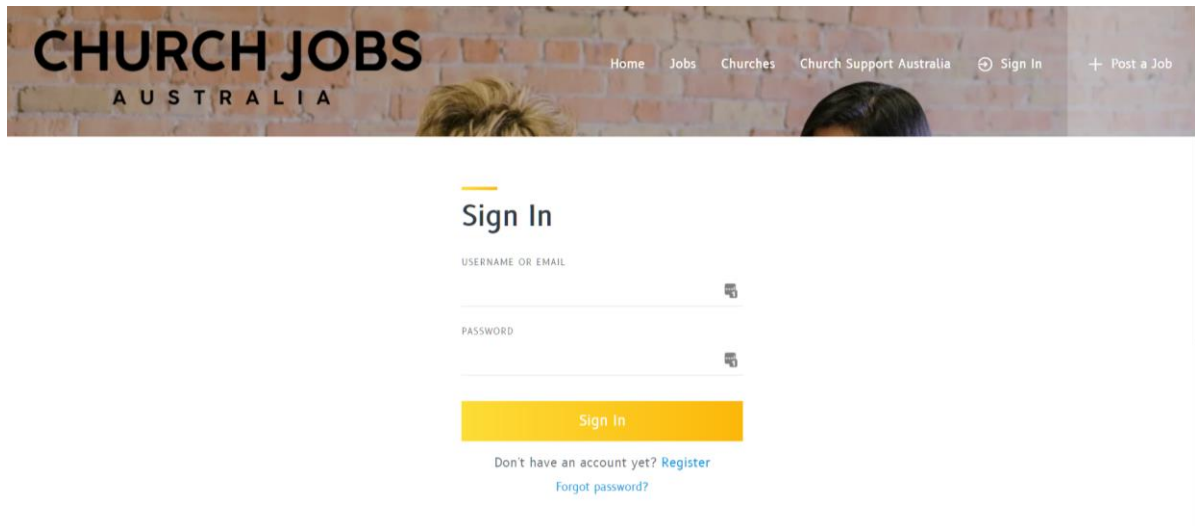 CHURCH JOBS
AUSTRALIA
Home Jobs Churches Church Support Australia Sign In + Post a Job
Sign In
USERNAME OR EMAIL
PASSWORD
Sign In
Don't have an account yet? Register
Forgot password?